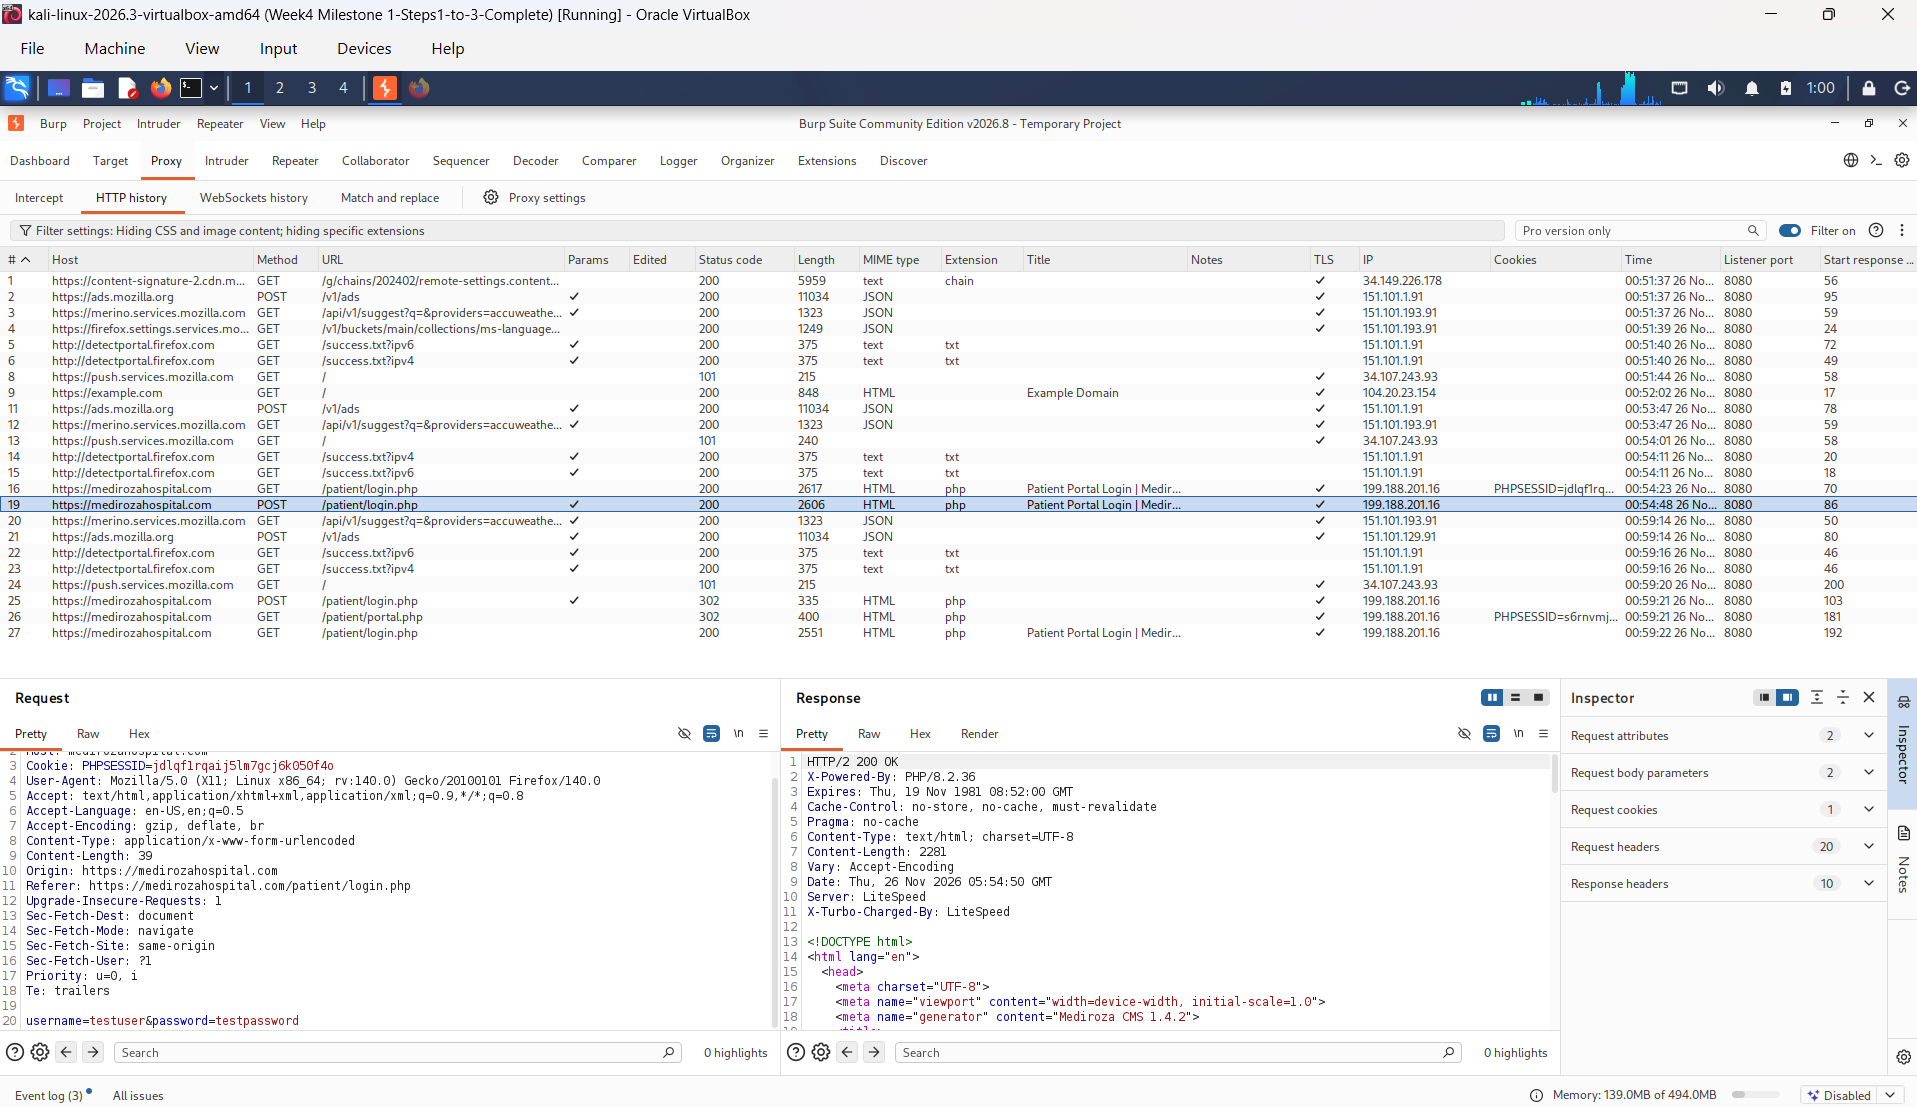 kali-linux-2026.3-virtualbox-amd64 (Week4 Milestone 1-Steps1-to-3-Complete) [Running] - Oracle VirtualBox
File Machine View Input Devices Help
1 2 3 4 1:00
Burp Project Intruder Repeater View Help Burp Suite Community Edition v2026.8 - Temporary Project
Dashboard Target Proxy Intruder Repeater Collaborator Sequencer Decoder Comparer Logger Organizer Extensions Discover
Intercept HTTP history WebSockets history Match and replace Proxy settings
Filter settings: Hiding CSS and image content; hiding specific extensions Pro version only Filter on
# Host Method URL Params Edited Status code Length MIME type Extension Title Notes TLS IP Cookies Time Listener port Start response ...
1 https://content-signature-2.cdn.m... GET /g/chains/202402/remote-settings.content... 200 5959 text chain ✓ 34.149.226.178 00:51:37 26 No... 8080 56
2 https://ads.mozilla.org POST /v1/ads ✓ 200 11034 JSON ✓ 151.101.1.91 00:51:37 26 No... 8080 95
3 https://merino.services.mozilla.com GET /api/v1/suggest?q=&providers=accuweathe... ✓ 200 1323 JSON ✓ 151.101.193.91 00:51:37 26 No... 8080 59
4 https://firefox.settings.services.mo... GET /v1/buckets/main/collections/ms-language... 200 1249 JSON ✓ 151.101.193.91 00:51:39 26 No... 8080 24
5 http://detectportal.firefox.com GET /success.txt?ipv6 ✓ 200 375 text txt 151.101.1.91 00:51:40 26 No... 8080 72
6 http://detectportal.firefox.com GET /success.txt?ipv4 ✓ 200 375 text txt 151.101.1.91 00:51:40 26 No... 8080 49
8 https://push.services.mozilla.com GET / 101 215 ✓ 34.107.243.93 00:51:44 26 No... 8080 58
9 https://example.com GET / 200 848 HTML Example Domain ✓ 104.20.23.154 00:52:02 26 No... 8080 17
11 https://ads.mozilla.org POST /v1/ads ✓ 200 11034 JSON ✓ 151.101.1.91 00:53:47 26 No... 8080 78
12 https://merino.services.mozilla.com GET /api/v1/suggest?q=&providers=accuweathe... ✓ 200 1323 JSON ✓ 151.101.193.91 00:53:47 26 No... 8080 59
13 https://push.services.mozilla.com GET / 101 240 ✓ 34.107.243.93 00:54:01 26 No... 8080 58
14 http://detectportal.firefox.com GET /success.txt?ipv4 ✓ 200 375 text txt 151.101.1.91 00:54:11 26 No... 8080 20
15 http://detectportal.firefox.com GET /success.txt?ipv6 ✓ 200 375 text txt 151.101.1.91 00:54:11 26 No... 8080 18
16 https://medirozahospital.com GET /patient/login.php 200 2617 HTML php Patient Portal Login | Medir... ✓ 199.188.201.16 PHPSESSID=jdlqf1rq... 00:54:23 26 No... 8080 70
19 https://medirozahospital.com POST /patient/login.php ✓ 200 2606 HTML php Patient Portal Login | Medir... ✓ 199.188.201.16 00:54:48 26 No... 8080 86
20 https://merino.services.mozilla.com GET /api/v1/suggest?q=&providers=accuweathe... ✓ 200 1323 JSON ✓ 151.101.193.91 00:59:14 26 No... 8080 50
21 https://ads.mozilla.org POST /v1/ads ✓ 200 11034 JSON ✓ 151.101.129.91 00:59:14 26 No... 8080 80
22 http://detectportal.firefox.com GET /success.txt?ipv6 ✓ 200 375 text txt 151.101.1.91 00:59:16 26 No... 8080 46
23 http://detectportal.firefox.com GET /success.txt?ipv4 ✓ 200 375 text txt 151.101.1.91 00:59:16 26 No... 8080 46
24 https://push.services.mozilla.com GET / 101 215 ✓ 34.107.243.93 00:59:20 26 No... 8080 200
25 https://medirozahospital.com POST /patient/login.php ✓ 302 335 HTML php ✓ 199.188.201.16 00:59:21 26 No... 8080 103
26 https://medirozahospital.com GET /patient/portal.php 302 400 HTML php ✓ 199.188.201.16 PHPSESSID=s6rnvmj... 00:59:21 26 No... 8080 181
27 https://medirozahospital.com GET /patient/login.php 200 2551 HTML php Patient Portal Login | Medir... ✓ 199.188.201.16 00:59:22 26 No... 8080 192
Request
Pretty Raw Hex \n
2 Host: medirozahospital.com
3 Cookie: PHPSESSID=jdlqf1rqaij5lm7gcj6k050f4o
4 User-Agent: Mozilla/5.0 (X11; Linux x86_64; rv:140.0) Gecko/20100101 Firefox/140.0
5 Accept: text/html,application/xhtml+xml,application/xml;q=0.9,*/*;q=0.8
6 Accept-Language: en-US,en;q=0.5
7 Accept-Encoding: gzip, deflate, br
8 Content-Type: application/x-www-form-urlencoded
9 Content-Length: 39
10 Origin: https://medirozahospital.com
11 Referer: https://medirozahospital.com/patient/login.php
12 Upgrade-Insecure-Requests: 1
13 Sec-Fetch-Dest: document
14 Sec-Fetch-Mode: navigate
15 Sec-Fetch-Site: same-origin
16 Sec-Fetch-User: ?1
17 Priority: u=0, i
18 Te: trailers
19
20 username=testuser&password=testpassword
Search 0 highlights
Response
Pretty Raw Hex Render \n
1 HTTP/2 200 OK
2 X-Powered-By: PHP/8.2.36
3 Expires: Thu, 19 Nov 1981 08:52:00 GMT
4 Cache-Control: no-store, no-cache, must-revalidate
5 Pragma: no-cache
6 Content-Type: text/html; charset=UTF-8
7 Content-Length: 2281
8 Vary: Accept-Encoding
9 Date: Thu, 26 Nov 2026 05:54:50 GMT
10 Server: LiteSpeed
11 X-Turbo-Charged-By: LiteSpeed
12
13 <!DOCTYPE html>
14 <html lang="en">
15 <head>
16 <meta charset="UTF-8">
17 <meta name="viewport" content="width=device-width, initial-scale=1.0">
18 <meta name="generator" content="Mediroza CMS 1.4.2">
19 <title>
Search 0 highlights
Inspector
Request attributes 2
Request body parameters 2
Request cookies 1
Request headers 20
Response headers 10
Inspector
Notes
Event log (3) All issues Memory: 139.0MB of 494.0MB Disabled